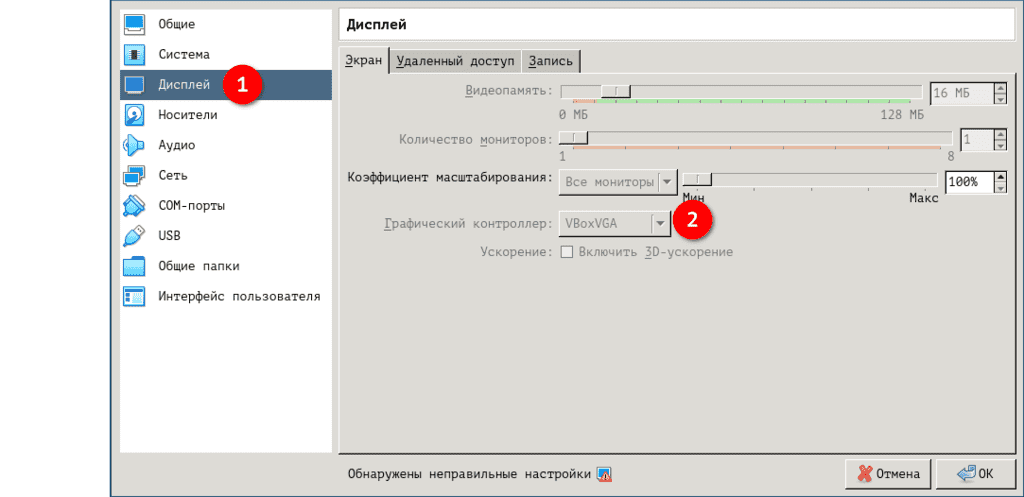 Общие
Система
Дисплей 1
Носители
Аудио
Сеть
COM-порты
USB
Общие папки
Интерфейс пользователя
Дисплей
Экран Удаленный доступ Запись
Видеопамять: 16 МБ
0 МБ 128 МБ
Количество мониторов: 1
1 8
Коэффициент масштабирования: Все мониторы 100%
Мин Макс
Графический контроллер: VBoxVGA 2
Ускорение: Включить 3D-ускорение
Обнаружены неправильные настройки Отмена OK